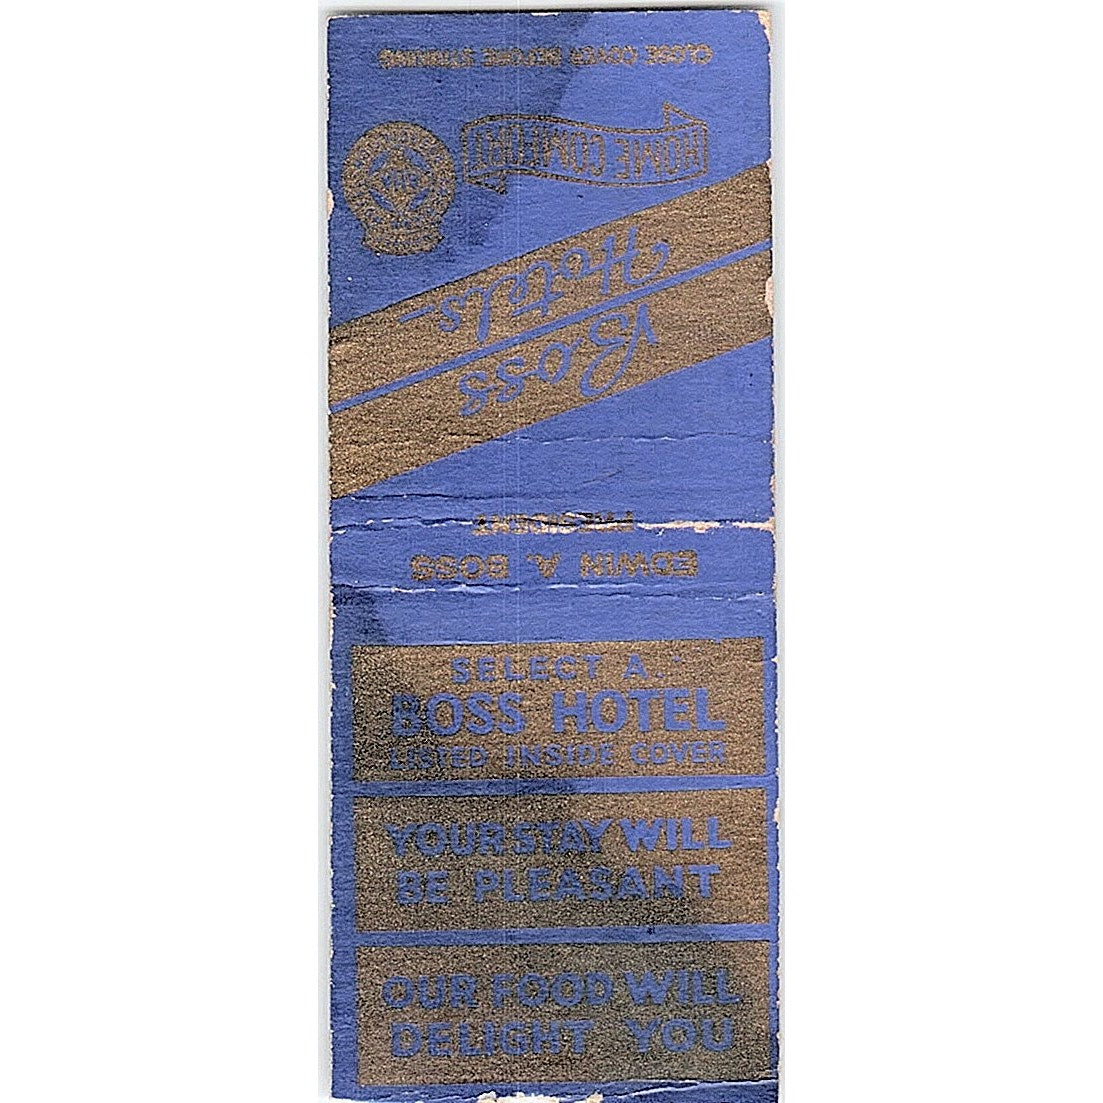 CLOSE COVER BEFORE STRIKING
HOME COMFORT
Boss
Hotels
EDWIN A. BOSS
PRESIDENT
SELECT A
BOSS HOTEL
LISTED INSIDE COVER
YOUR STAY WILL
BE PLEASANT
OUR FOOD WILL
DELIGHT YOU